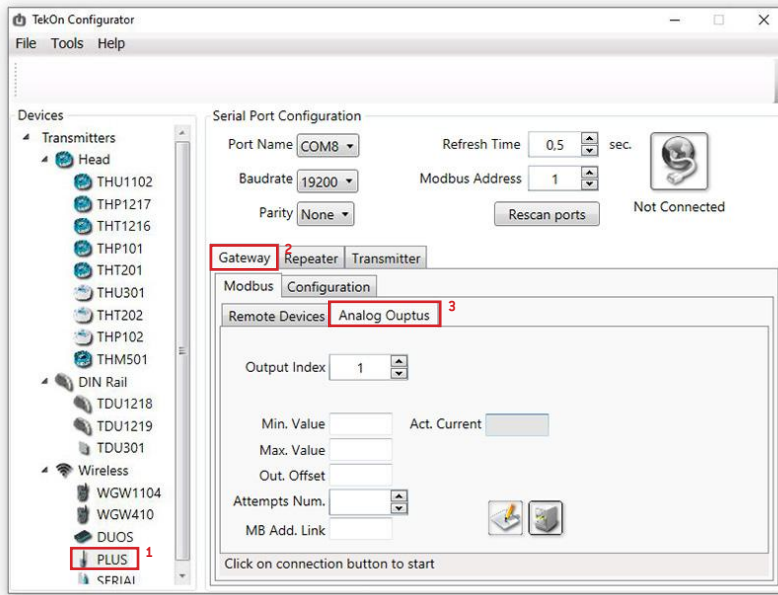 TekOn Configurator
File Tools Help
Devices
Transmitters
Head
THU1102
THP1217
THT1216
THP101
THT201
THU301
THT202
THP102
THM501
DIN Rail
TDU1218
TDU1219
TDU301
Wireless
WGW1104
WGW410
DUOS
PLUS 1
SERIAL
Serial Port Configuration
Port Name COM8 Refresh Time 0,5 sec.
Baudrate 19200 Modbus Address 1
Parity None Rescan ports Not Connected
Gateway 2 Repeater Transmitter
Modbus Configuration
Remote Devices Analog Ouptus 3
Output Index 1
Min. Value Act. Current
Max. Value
Out. Offset
Attempts Num.
MB Add. Link
Click on connection button to start